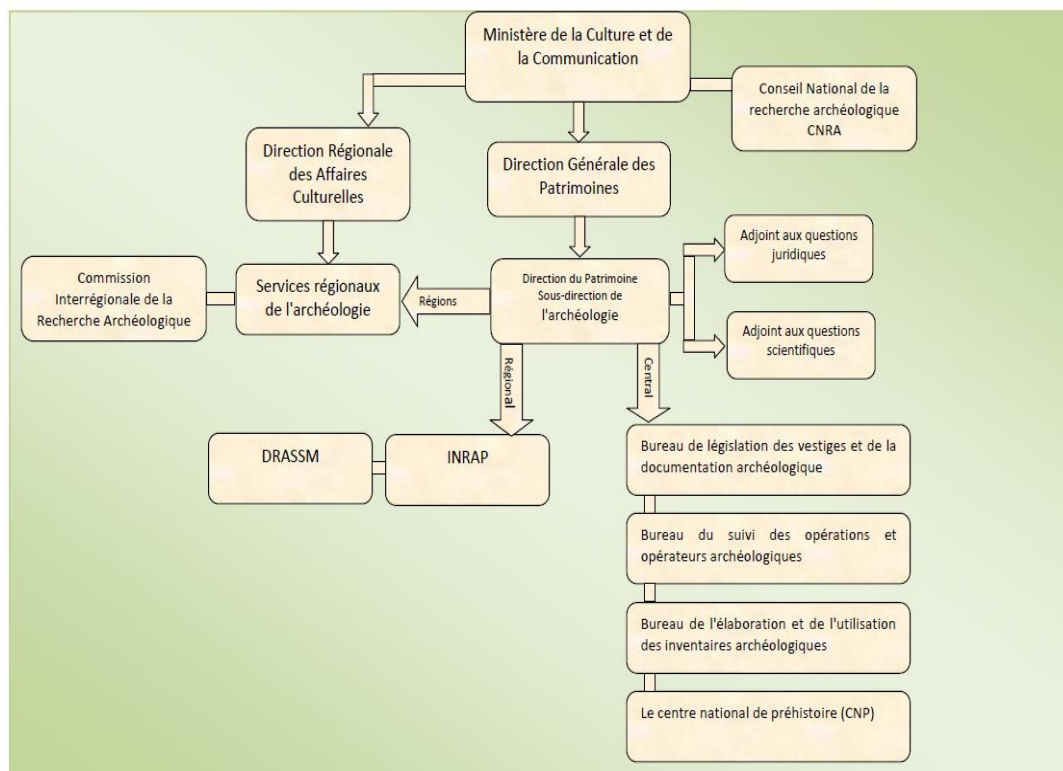 Ministère de la Culture et de
la Communication
Conseil National de la
recherche archéologique
CNRA
Direction Régionale
des Affaires
Culturelles
Direction Générale des
Patrimoines
Adjoint aux questions
juridiques
Commission
Interrégionale de la
Recherche Archéologique
Services régionaux
de l'archéologie
Régions
Direction du Patrimoine
Sous-direction de
l'archéologie
Adjoint aux questions
scientifiques
Régional
Central
DRASSM
INRAP
Bureau de législation des vestiges et de la
documentation archéologique
Bureau du suivi des opérations et
opérateurs archéologiques
Bureau de l'élaboration et de l'utilisation
des inventaires archéologiques
Le centre national de préhistoire (CNP)